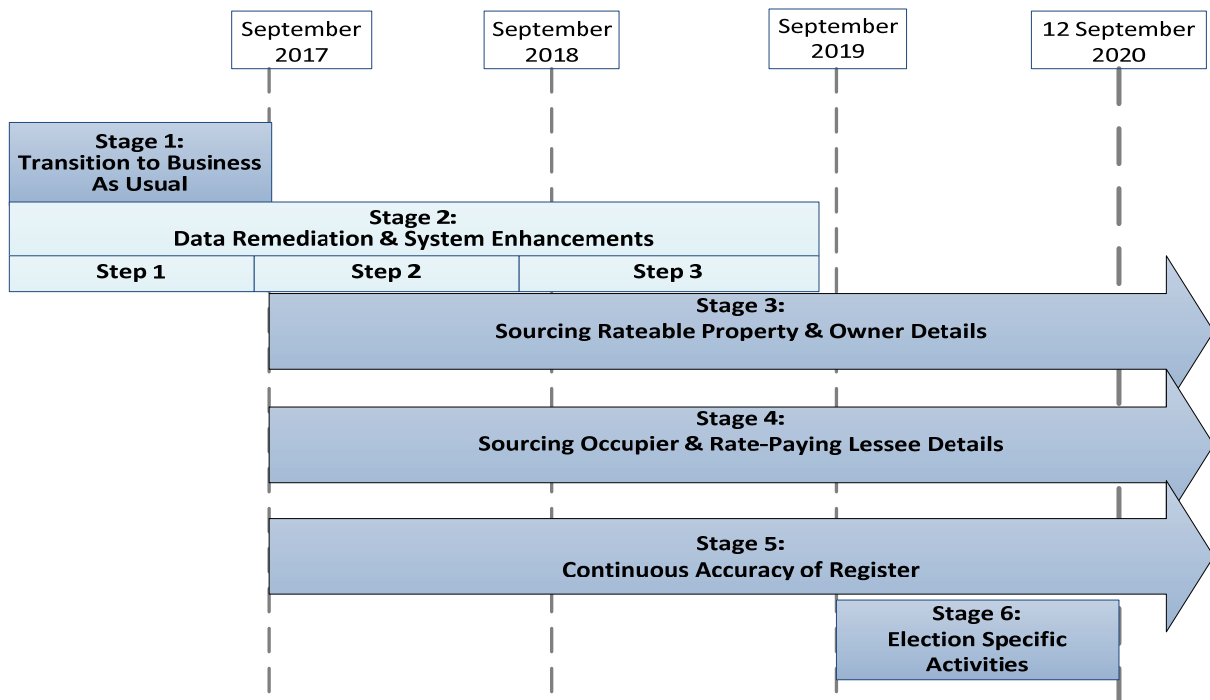 September
2017
September
2018
September
2019
12 September
2020
Stage 1:
Transition to Business
As Usual
Stage 2:
Data Remediation & System Enhancements
Step 1
Step 2
Step 3
Stage 3:
Sourcing Rateable Property & Owner Details
Stage 4:
Sourcing Occupier & Rate-Paying Lessee Details
Stage 5:
Continuous Accuracy of Register
Stage 6:
Election Specific
Activities